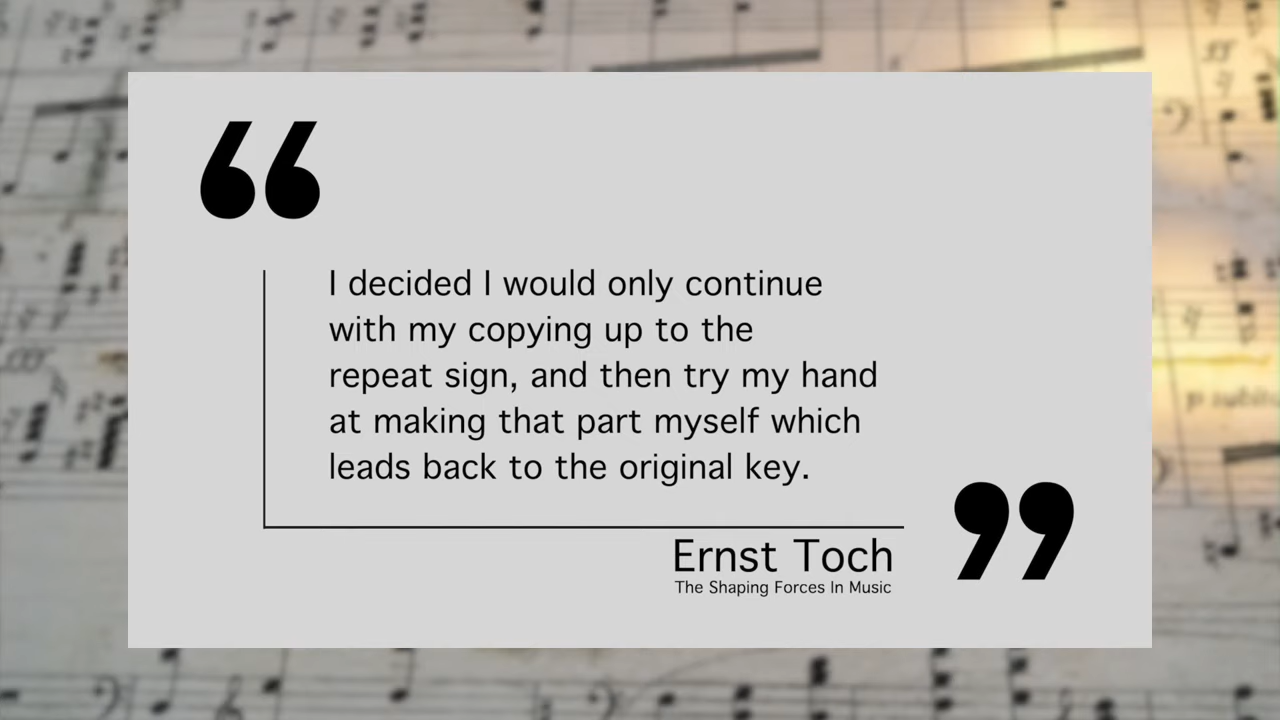 “
I decided I would only continue
with my copying up to the
repeat sign, and then try my hand
at making that part myself which
leads back to the original key.
”
Ernst Toch
The Shaping Forces In Music